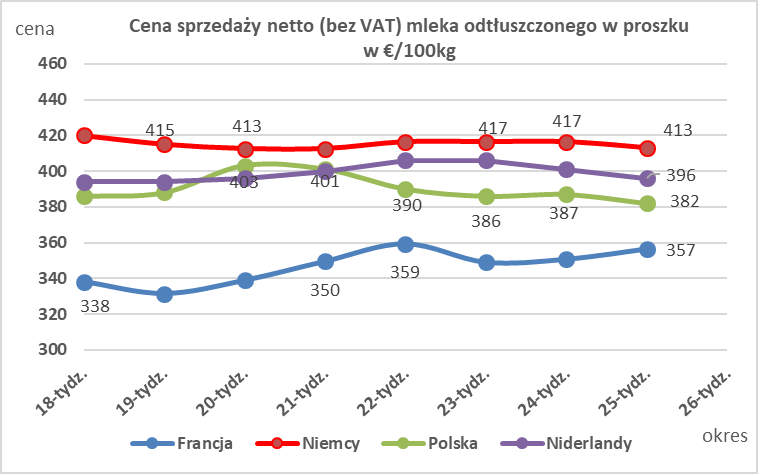 cena
Cena sprzedaży netto (bez VAT) mleka odtłuszczonego w proszku
w €/100kg
460
440
420
400
380
360
340
320
300
415
413
417
417
413
403
401
396
390
386
387
382
338
350
359
357
18-tydz.
19-tydz.
20-tydz.
21-tydz.
22-tydz.
23-tydz.
24-tydz.
25-tydz.
26-tydz.
okres
Francja Niemcy Polska Niderlandy